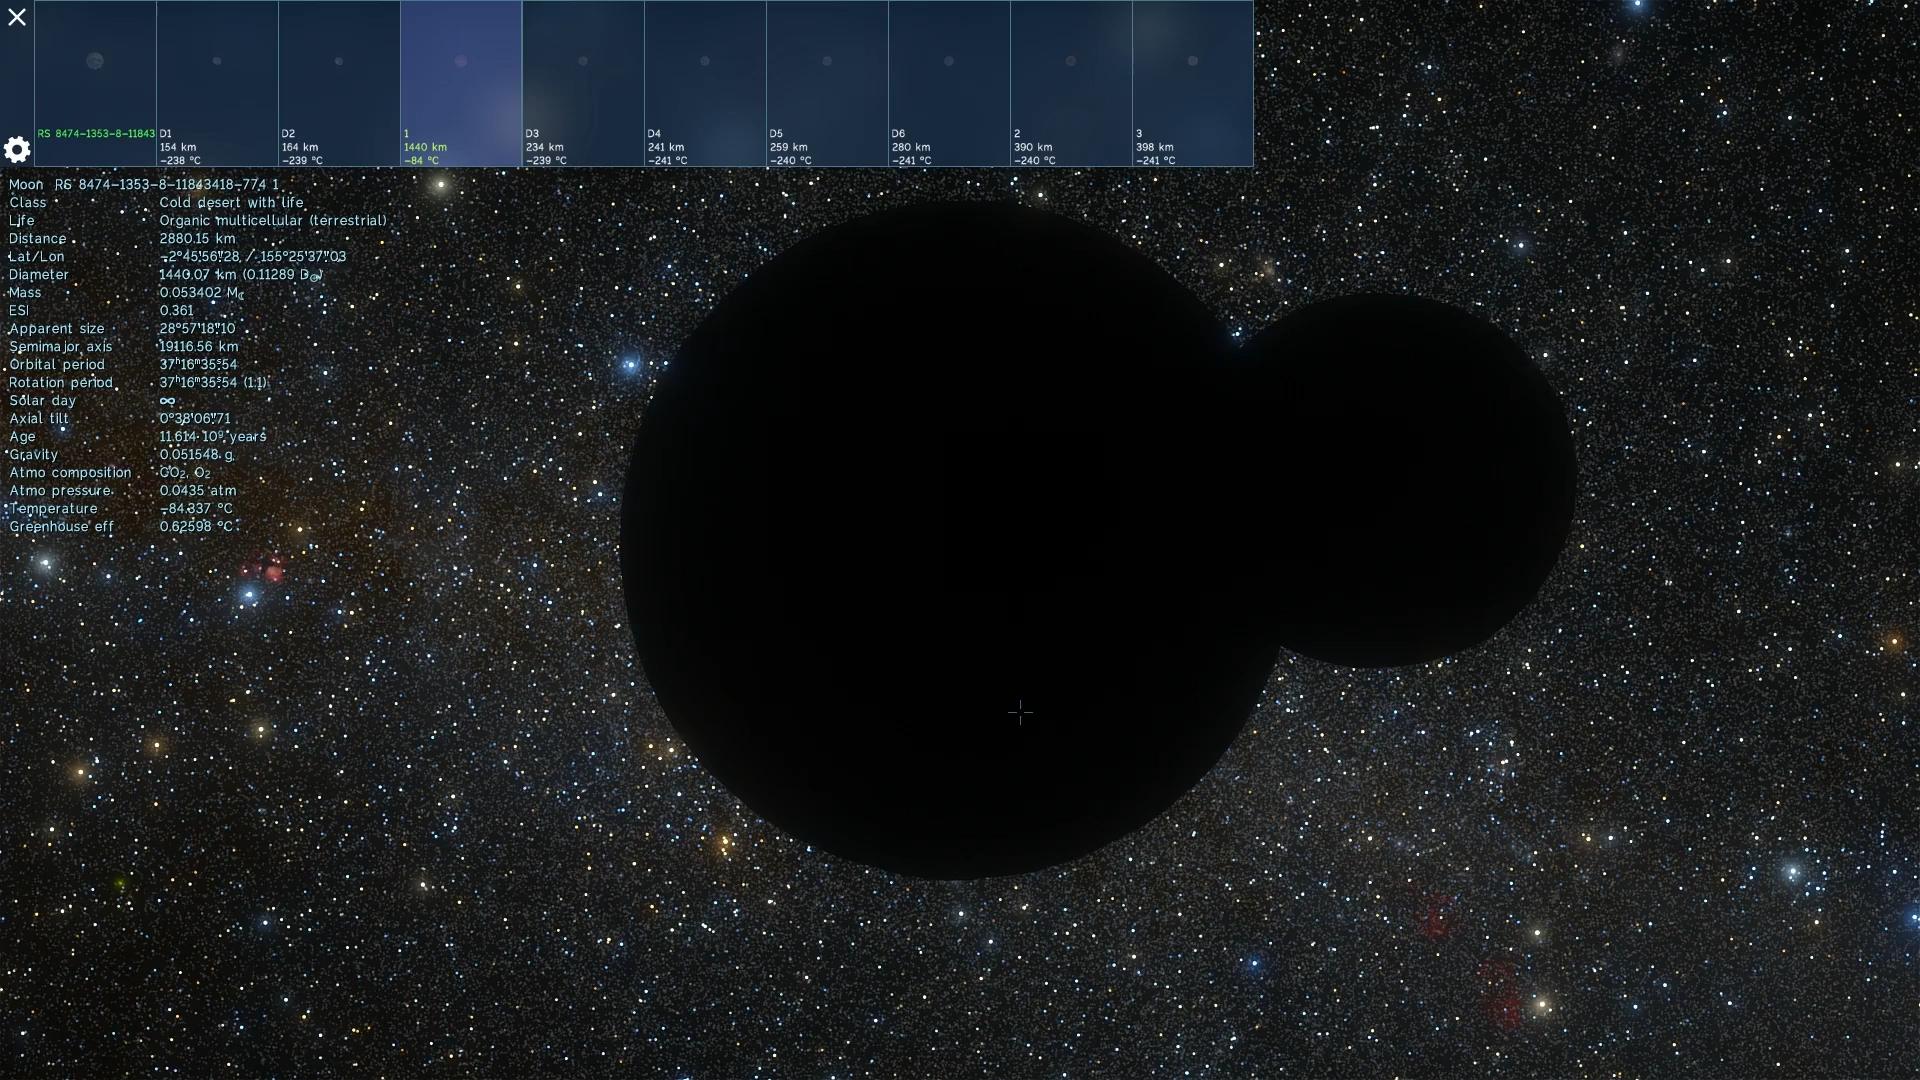 RS 8474-1353-8-11843
D1
154 km
-238 °C
D2
164 km
-239 °C
1
1440 km
-84 °C
D3
234 km
-239 °C
D4
241 km
-241 °C
D5
259 km
-240 °C
D6
280 km
-241 °C
2
390 km
-240 °C
3
398 km
-241 °C
Moon RS 8474-1353-8-11843418-774 1
Class Cold desert with life
Life Organic multicellular (terrestrial)
Distance 2880.15 km
Lat/Lon -2°45'56"28 / 155°25'37"03
Diameter 1440.07 km (0.11289 D⊕)
Mass 0.053402 M☾
ESI 0.361
Apparent size 28°57'18"10
Semimajor axis 19116.56 km
Orbital period 37ʰ16ᵐ35ˢ.54
Rotation period 37ʰ16ᵐ35ˢ.54 (1:1)
Solar day ∞
Axial tilt 0°38'06"71
Age 11.614·10⁹ years
Gravity 0.051548 g
Atmo composition CO₂, O₂
Atmo pressure 0.0435 atm
Temperature -84.337 °C
Greenhouse eff 0.62598 °C